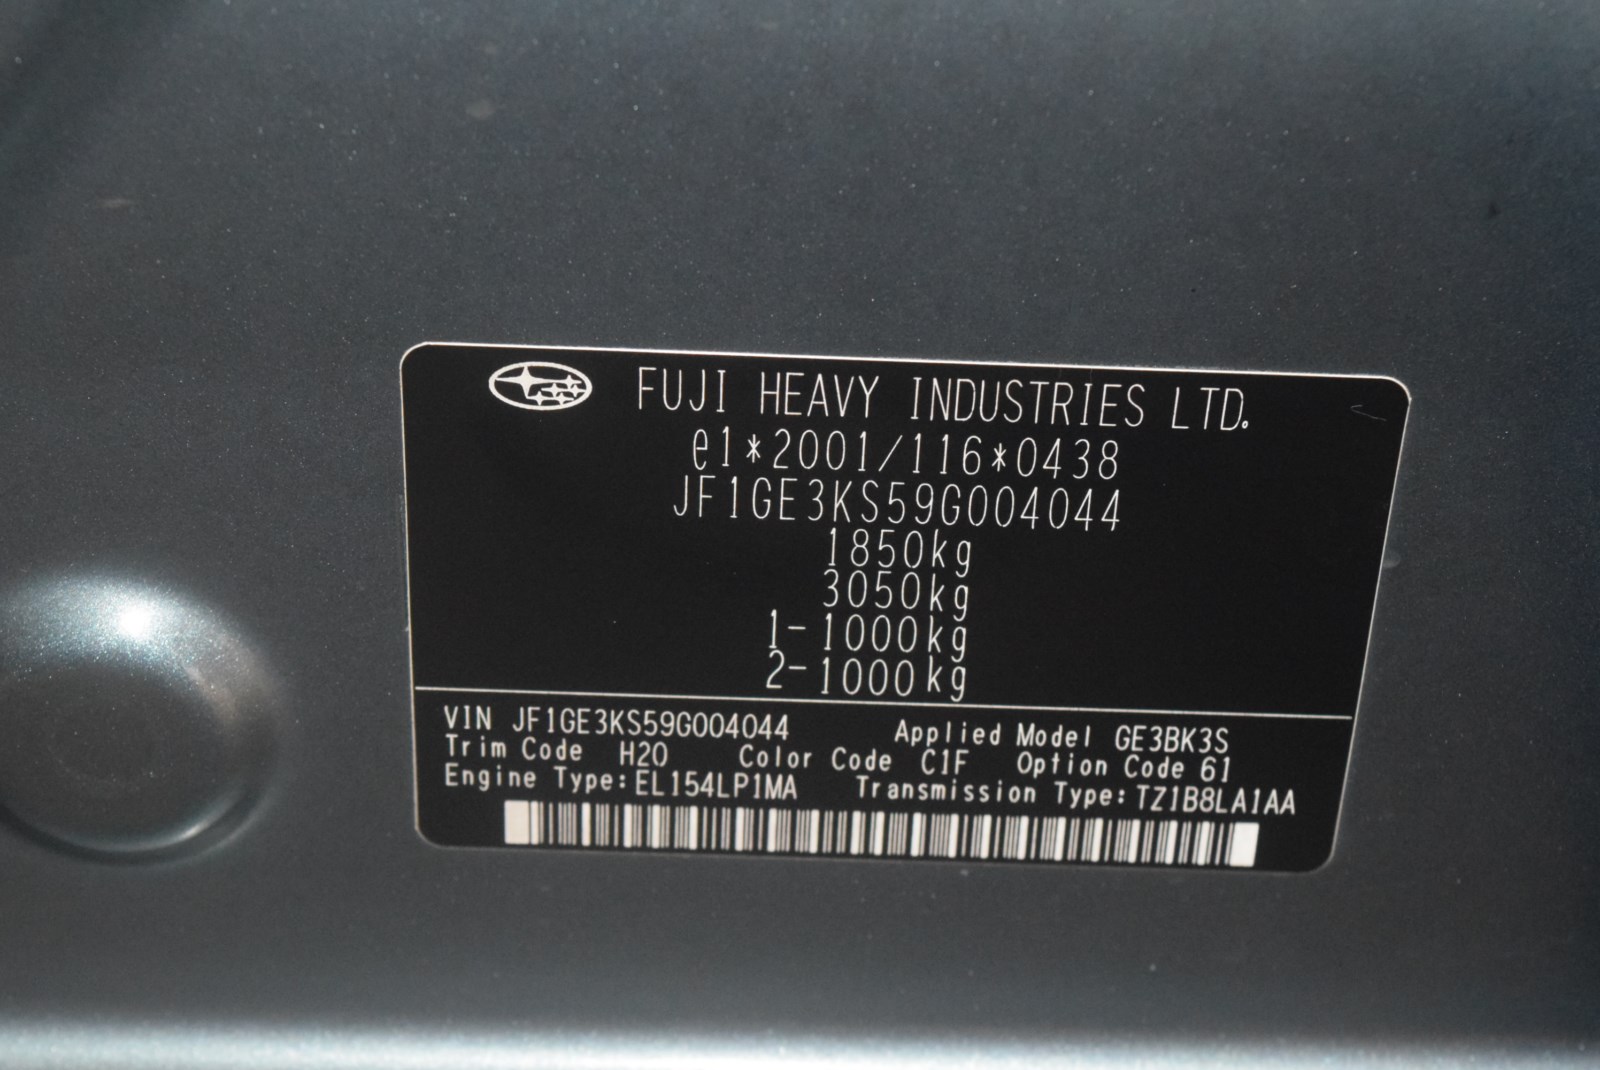 FUJI HEAVY INDUSTRIES LTD.
e1*2001/116*0438
JF1GE3KS59G004044
1850kg
3050kg
1-1000kg
2-1000kg
VIN JF1GE3KS59G004044 Applied Model GE3BK3S
Trim Code H20 Color Code C1F Option Code 61
Engine Type:EL154LP1MA Transmission Type:TZ1B8LA1AA